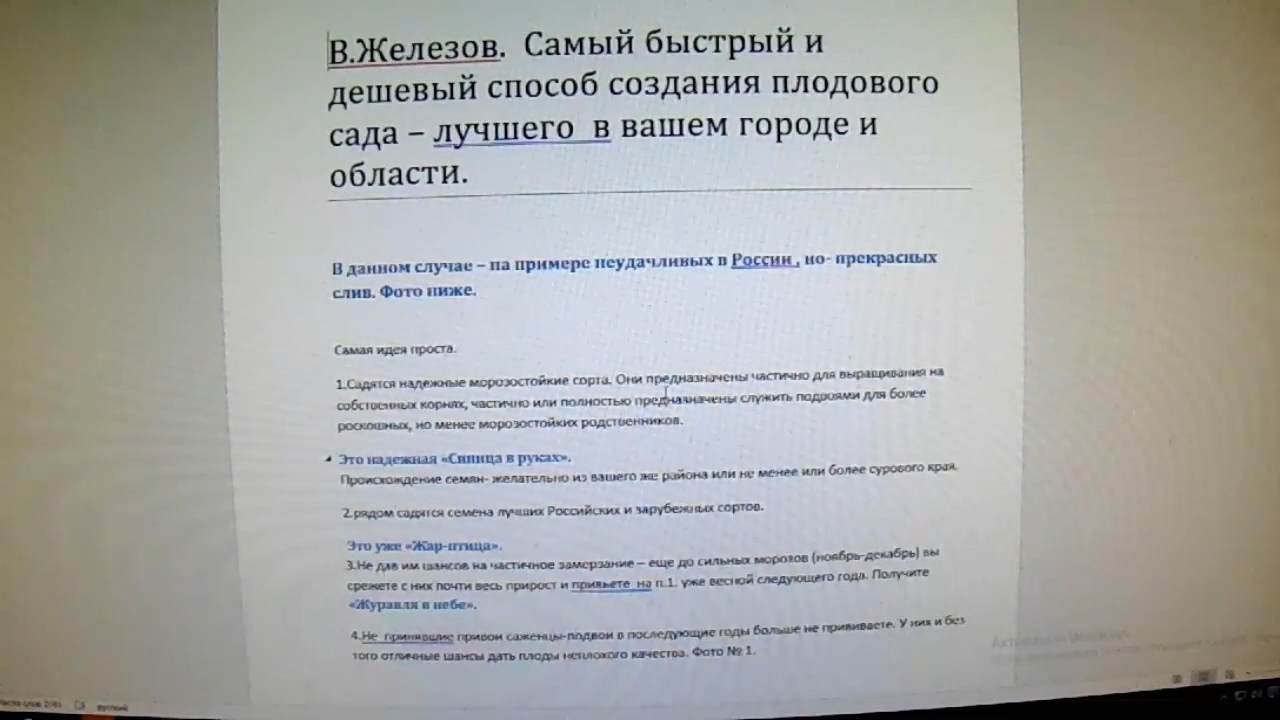 В.Железов.  Самый быстрый и
дешевый способ создания плодового
сада – лучшего  в вашем городе и
области.
В данном случае – на примере неудачливых в России , но- прекрасных
слив. Фото ниже.
Самая идея проста.
1.Садятся надежные морозостойкие сорта. Они предназначены частично для выращивания на
собственных корнях, частично или полностью предназначены служить подвоями для более
роскошных, но менее морозостойких родственников.
Это надежная «Синица в руках».
Происхождение семян- желательно из вашего же района или не менее или более сурового края.
2.рядом садятся семена лучших Российских и зарубежных сортов.
Это уже «Жар-птица».
3.Не дав им шансов на частичное замерзание – еще до сильных морозов (ноябрь-декабрь) вы
срежете с них почти весь прирост и привьете  на п.1. уже весной следующего года. Получите
«Журавля в небе».
4.Не  принявшие привои саженцы-подвои в последующие годы больше не прививаете. У них и без
того отличные шансы дать плоды неплохого качества. Фото № 1.
русский